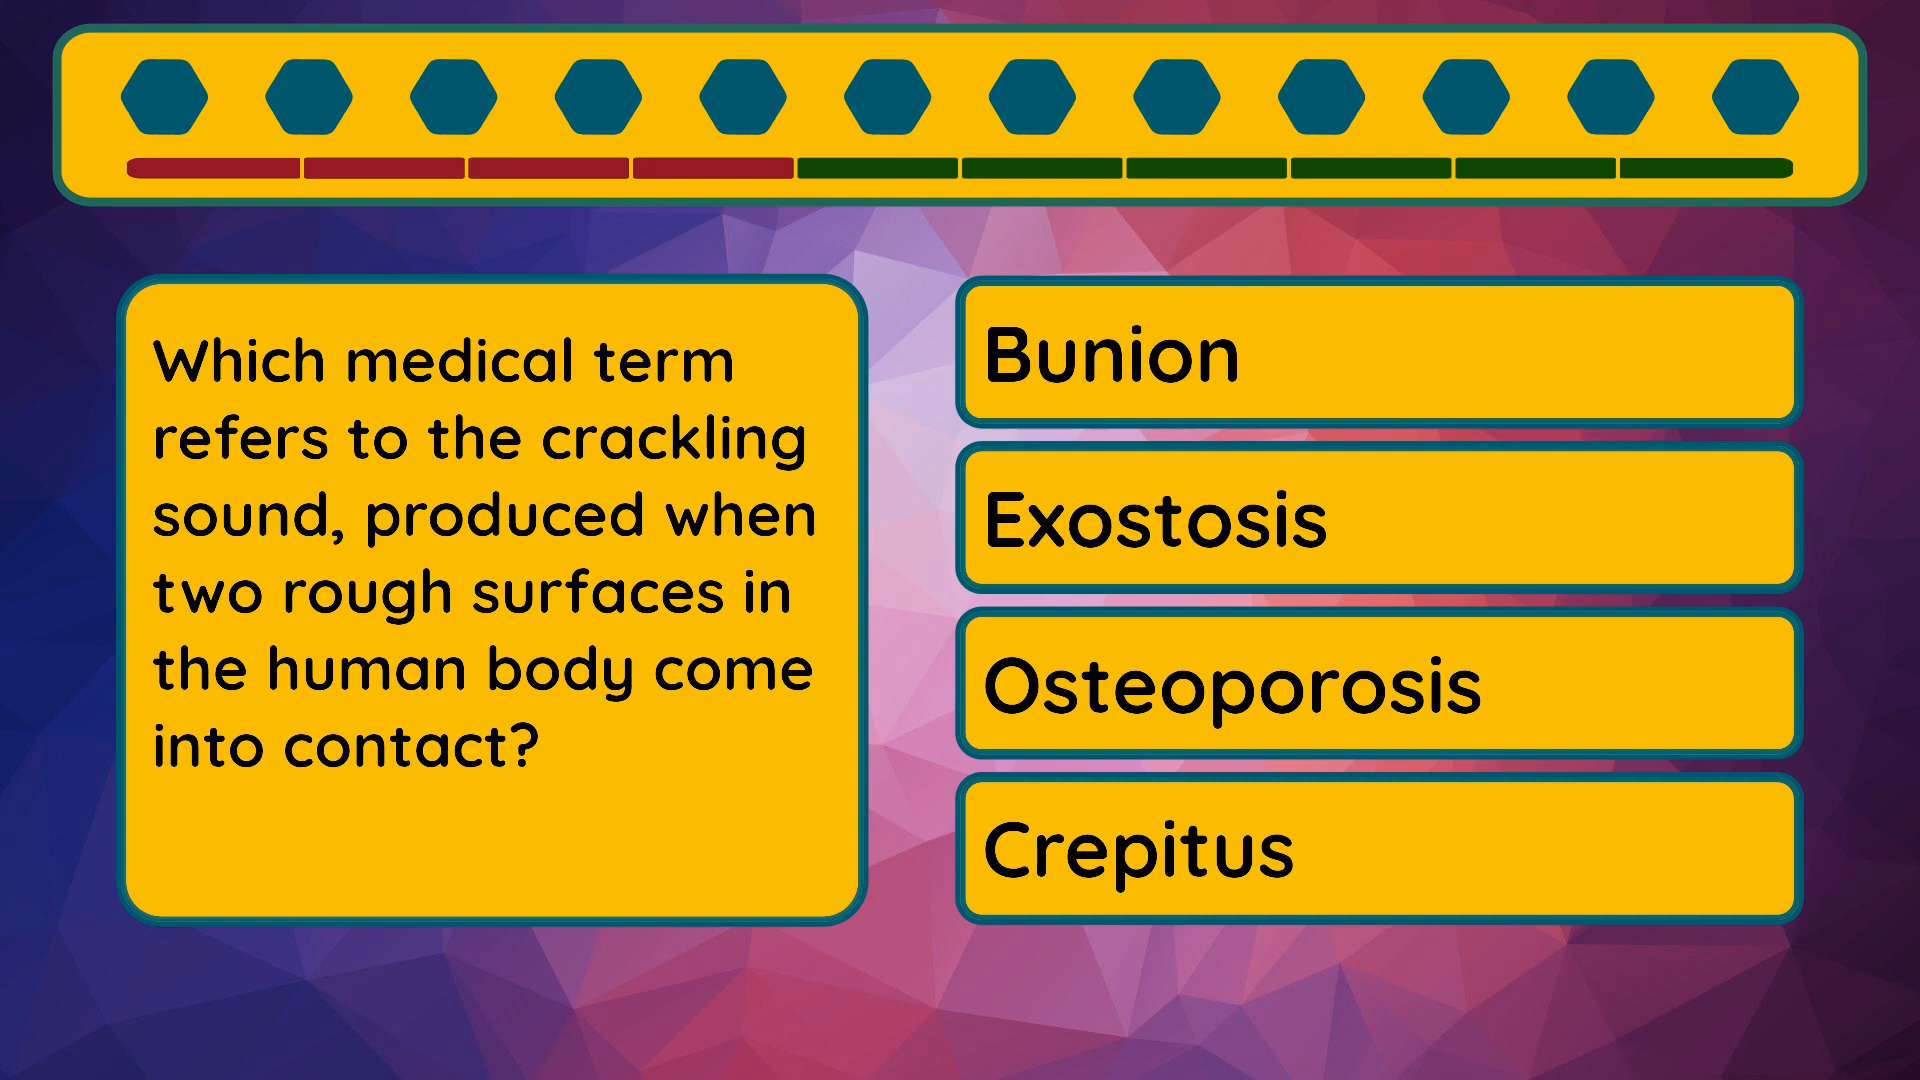 Which medical term
refers to the crackling
sound, produced when
two rough surfaces in
the human body come
into contact?
Bunion
Exostosis
Osteoporosis
Crepitus